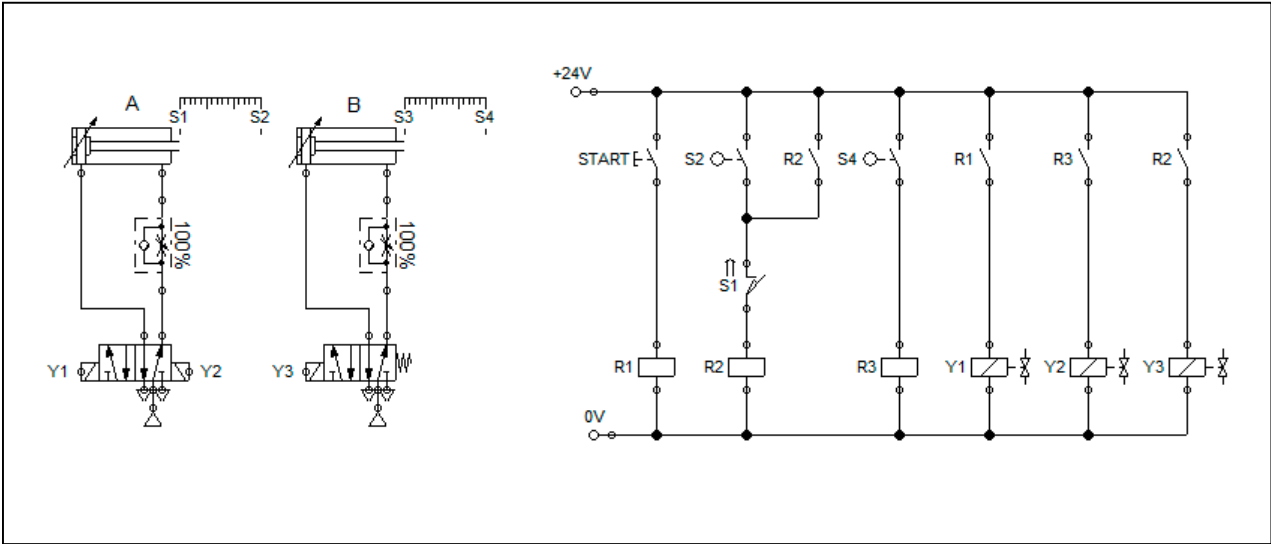 +24V
A
B
S1
S2
S3
S4
START
S2
R2
S4
R1
R3
R2
100%
100%
S1
Y1
Y2
Y3
R1
R2
R3
Y1
Y2
Y3
0V